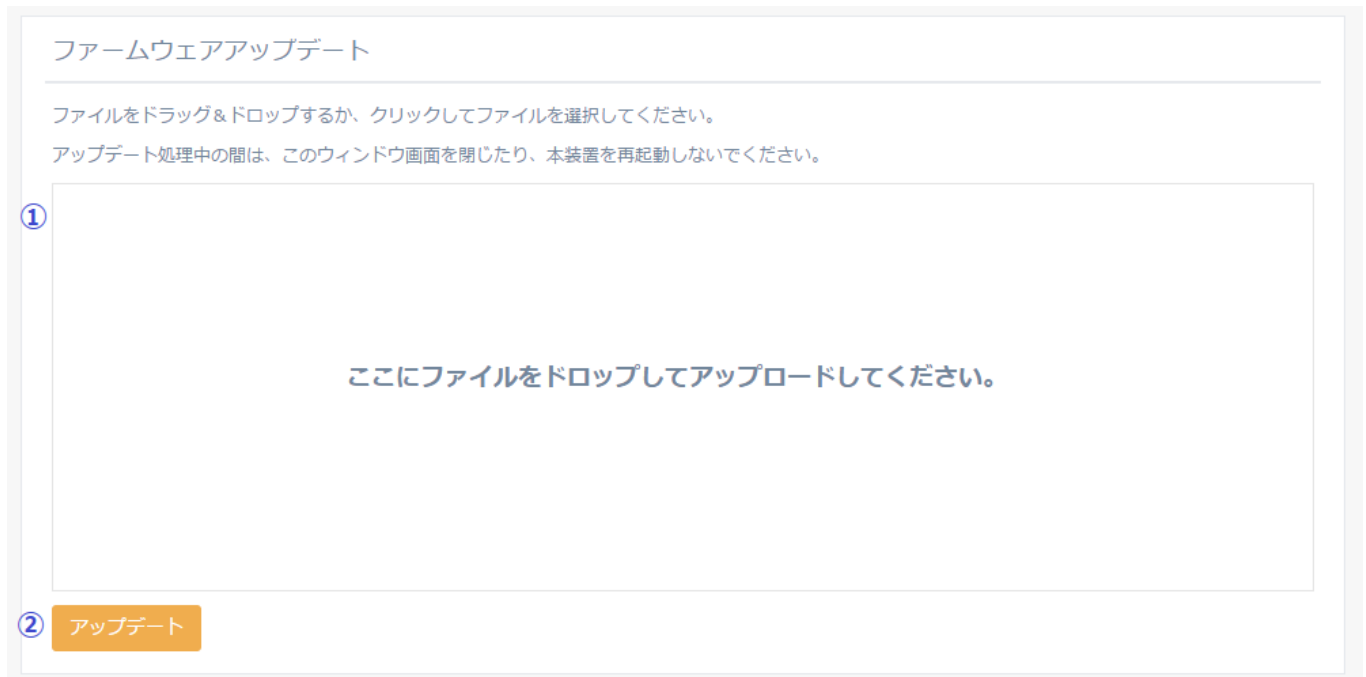 ファームウェアアップデート
ファイルをドラッグ&ドロップするか、クリックしてファイルを選択してください。
アップデート処理中の間は、このウィンドウ画面を閉じたり、本装置を再起動しないでください。
①
ここにファイルをドロップしてアップロードしてください。
② アップデート